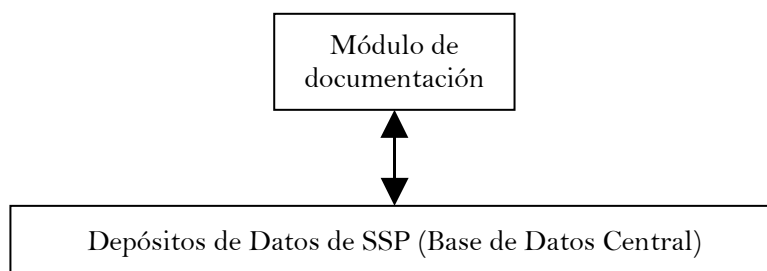 Módulo de
documentación
Depósitos de Datos de SSP (Base de Datos Central)